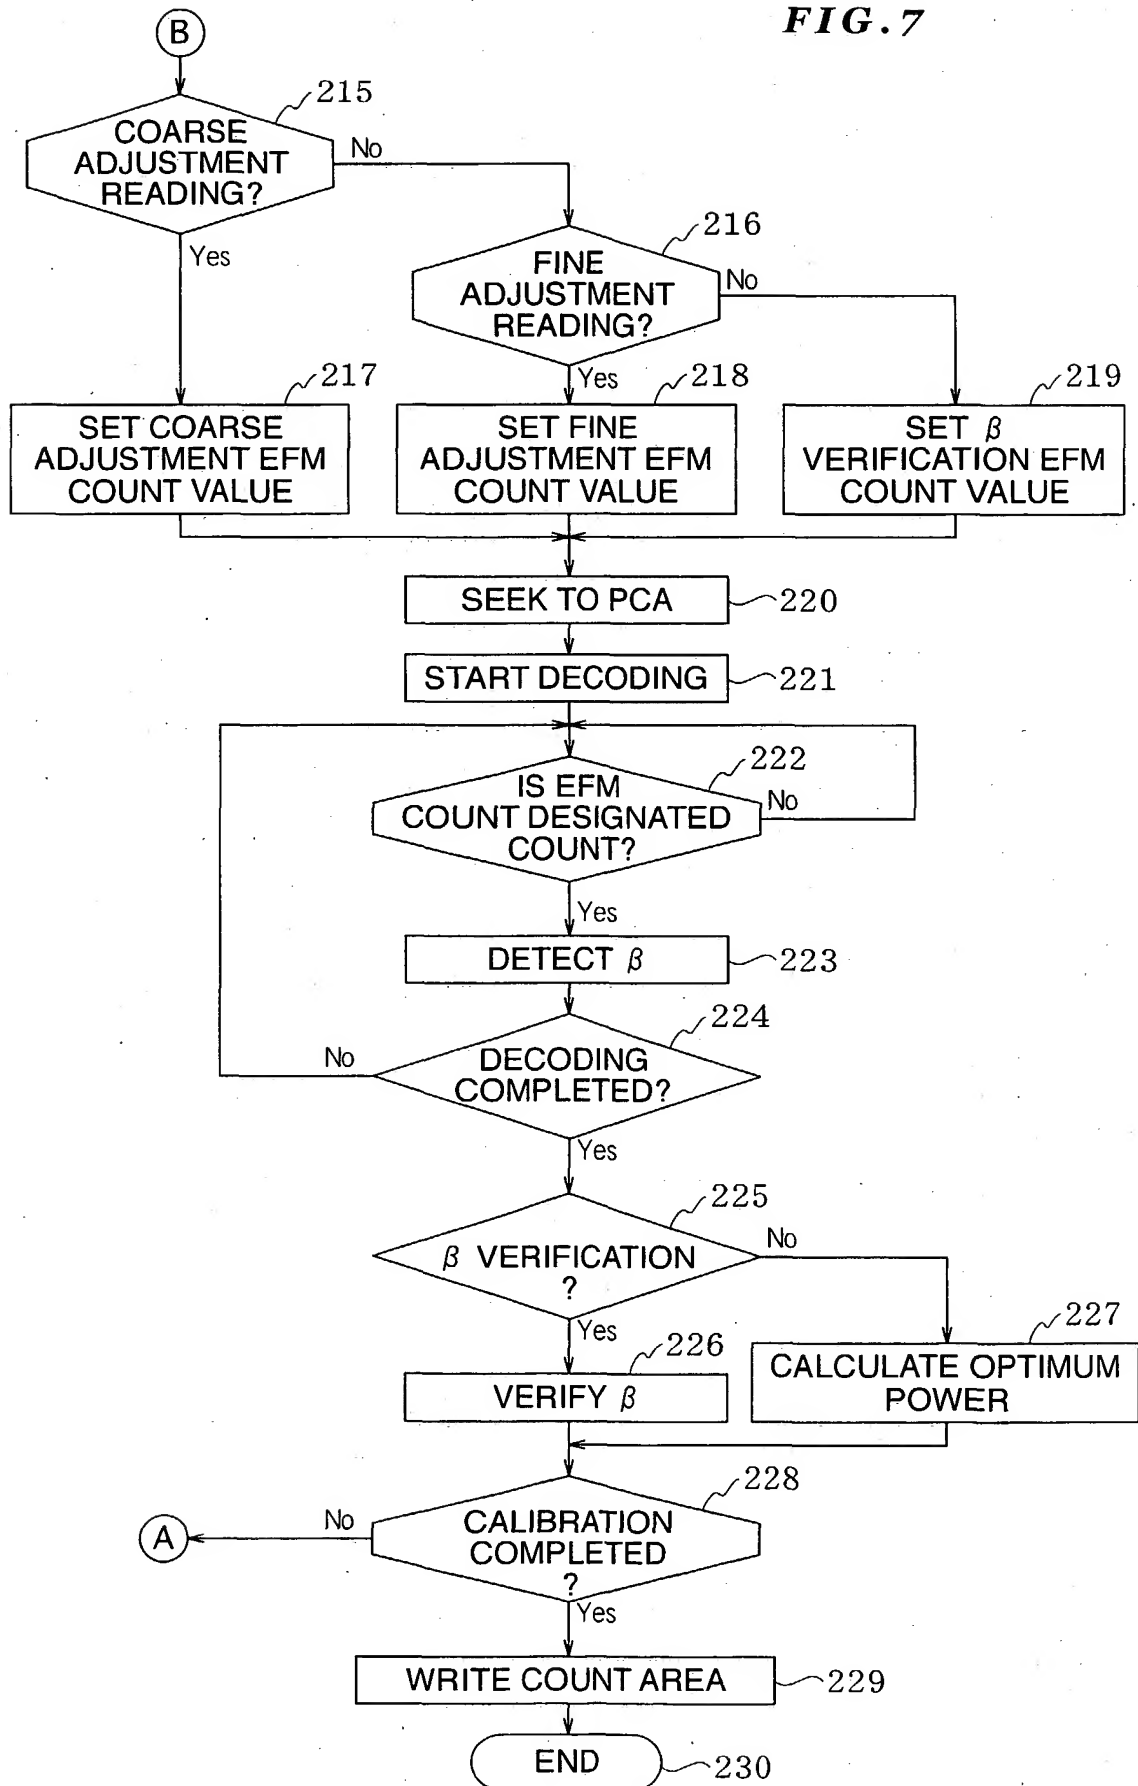 FIG.7
B
215
COARSE
ADJUSTMENT
READING?
No
Yes
216
FINE
ADJUSTMENT
READING?
No
Yes
217
SET COARSE
ADJUSTMENT EFM
COUNT VALUE
218
SET FINE
ADJUSTMENT EFM
COUNT VALUE
219
SET β
VERIFICATION EFM
COUNT VALUE
SEEK TO PCA
220
START DECODING
221
222
IS EFM
COUNT DESIGNATED
COUNT?
No
Yes
DETECT β
223
224
DECODING
COMPLETED?
No
Yes
225
β VERIFICATION
?
No
Yes
226
VERIFY β
227
CALCULATE OPTIMUM
POWER
228
CALIBRATION
COMPLETED
?
No
A
Yes
WRITE COUNT AREA
229
END
230